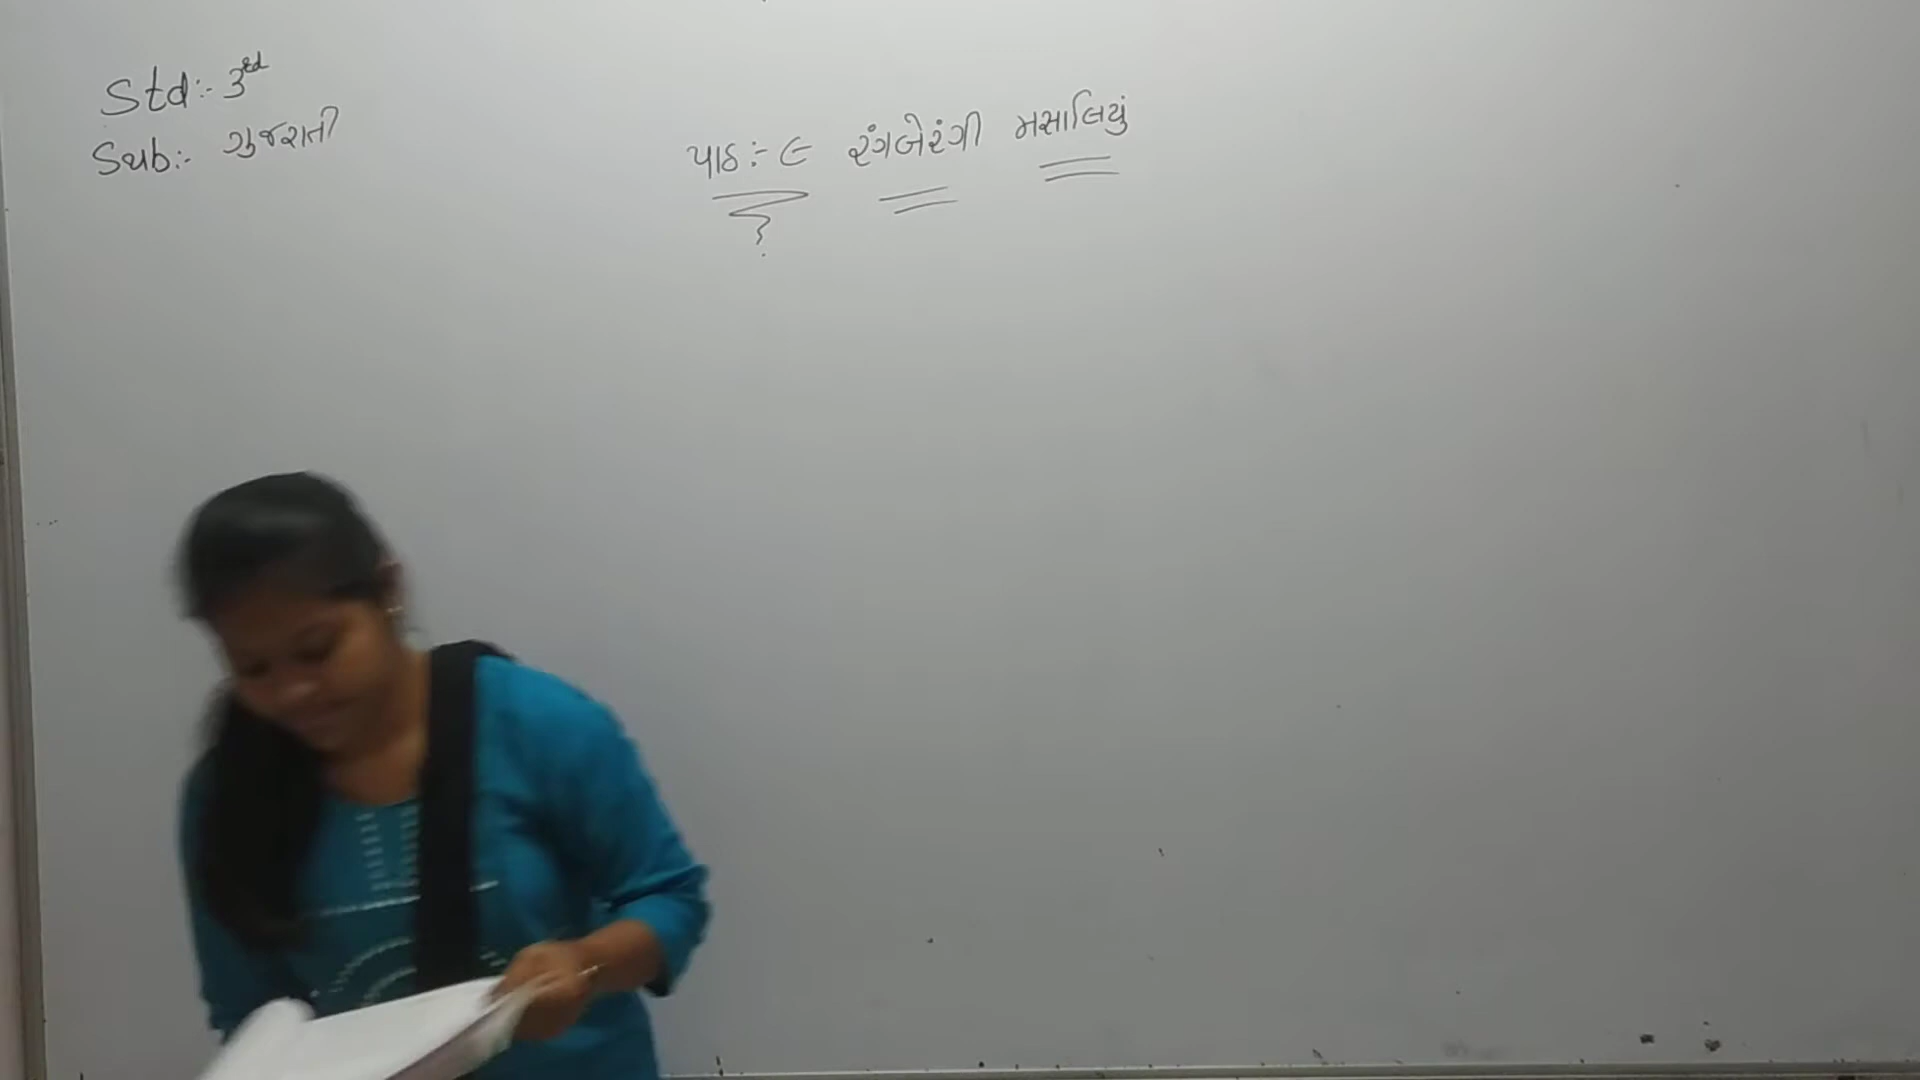 Std:- 3rd
Sub:- ગુજરાતી
પાઠ:- ૯ રંગબેરંગી મસાલિયું